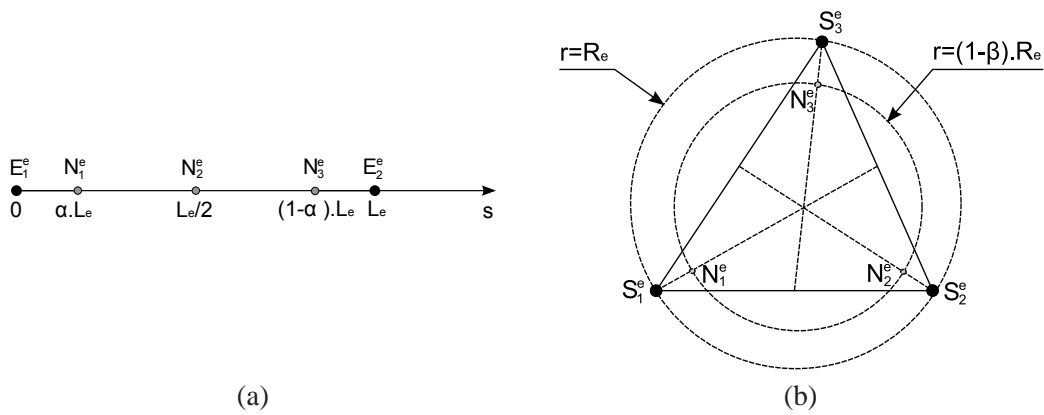 E₁ᵉ N₁ᵉ N₂ᵉ N₃ᵉ E₂ᵉ
0 α.Lₑ Lₑ/2 (1-α ).Lₑ Lₑ s
(a)
S₃ᵉ
r=Rₑ r=(1-β).Rₑ
N₃ᵉ
N₁ᵉ N₂ᵉ
S₁ᵉ S₂ᵉ
(b)